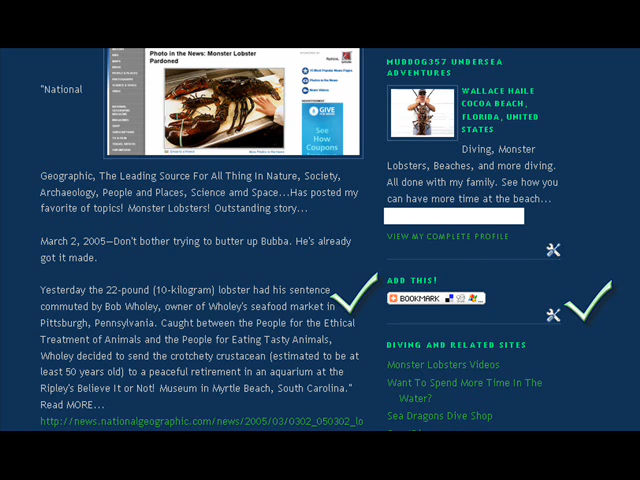 Photo in the News: Monster Lobster
Pardoned
GIVE
See
How
Coupons
"National
Geographic, The Leading Source For All Thing In Nature, Society,
Archaeology, People and Places, Science amd Space...Has posted my
favorite of topics! Monster Lobsters! Outstanding story...
March 2, 2005—Don't bother trying to butter up Bubba. He's already
got it made.
Yesterday the 22-pound (10-kilogram) lobster had his sentence
commuted by Bob Wholey, owner of Wholey's seafood market in
Pittsburgh, Pennsylvania. Caught between the People for the Ethical
Treatment of Animals and the People for Eating Tasty Animals,
Wholey decided to send the crotchety crustacean (estimated to be at
least 50 years old) to a peaceful retirement in an aquarium at the
Ripley's Believe It or Not! Museum in Myrtle Beach, South Carolina."
Read MORE...
http://news.nationalgeographic.com/news/2005/03/0302_050302_lo
MUDDOG357 UNDERSEA
ADVENTURES
WALLACE HAILE
COCOA BEACH,
FLORIDA, UNITED
STATES
Diving, Monster
Lobsters, Beaches, and more diving.
All done with my family. See how you
can have more time at the beach...
VIEW MY COMPLETE PROFILE
ADD THIS!
BOOKMARK
DIVING AND RELATED SITES
Monster Lobsters Videos
Want To Spend More Time In The
Water?
Sea Dragons Dive Shop